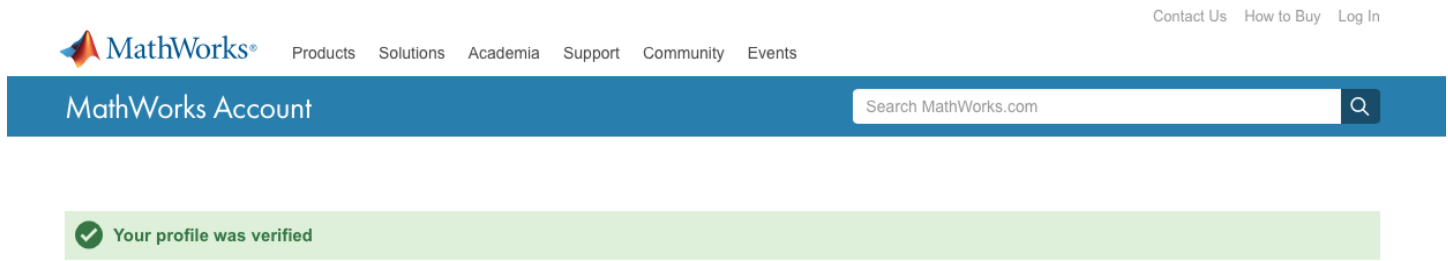 Contact Us How to Buy Log In
MathWorks® Products Solutions Academia Support Community Events
MathWorks Account Search MathWorks.com
Your profile was verified